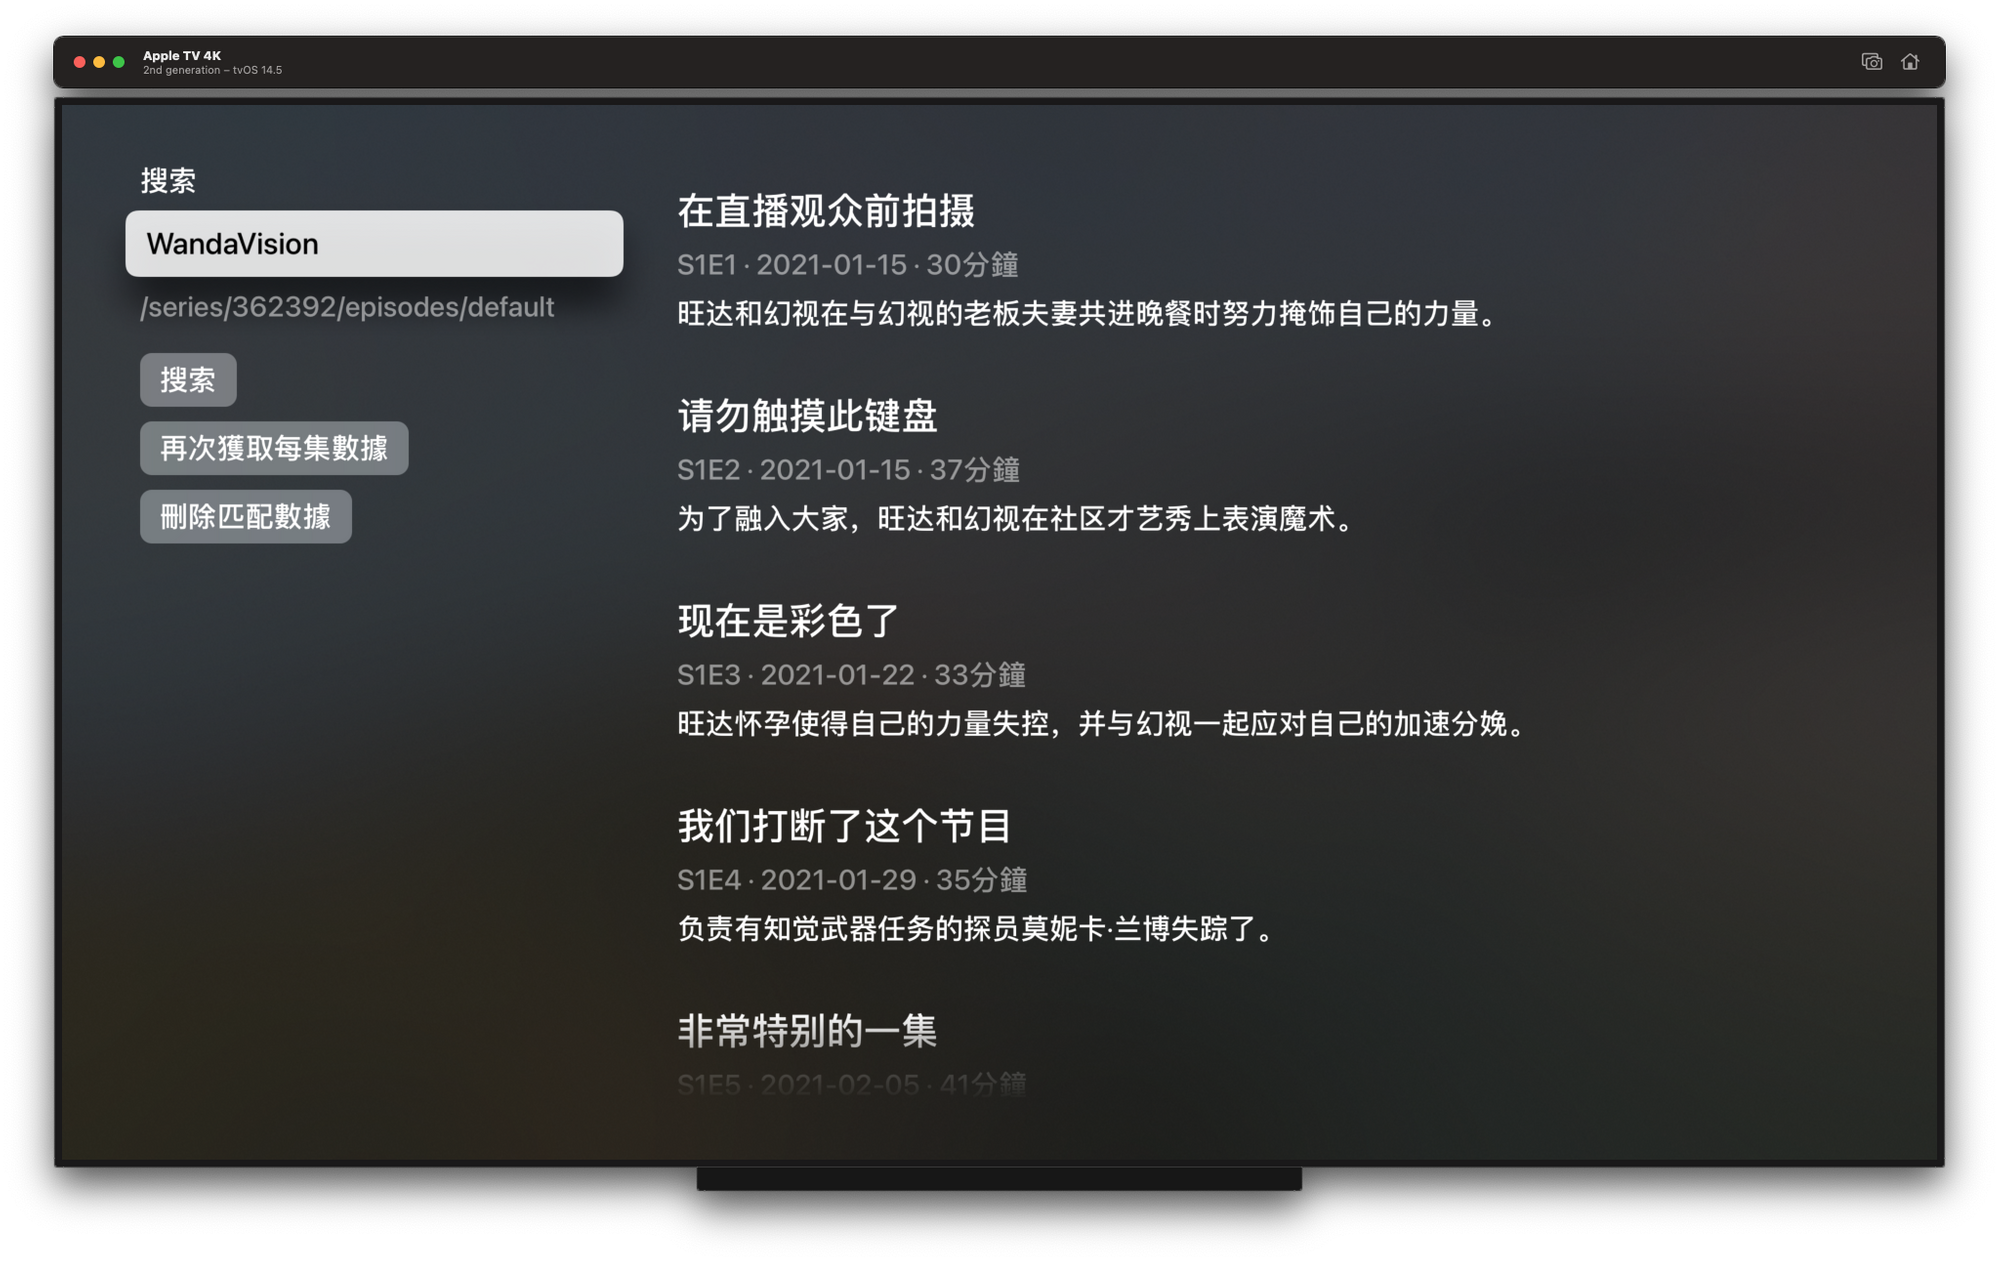 Apple TV 4K
2nd generation – tvOS 14.5
搜索
WandaVision
/series/362392/episodes/default
搜索
再次獲取每集數據
刪除匹配數據
在直播观众前拍摄
S1E1 · 2021-01-15 · 30分鐘
旺达和幻视在与幻视的老板夫妻共进晚餐时努力掩饰自己的力量。
请勿触摸此键盘
S1E2 · 2021-01-15 · 37分鐘
为了融入大家，旺达和幻视在社区才艺秀上表演魔术。
现在是彩色了
S1E3 · 2021-01-22 · 33分鐘
旺达怀孕使得自己的力量失控，并与幻视一起应对自己的加速分娩。
我们打断了这个节目
S1E4 · 2021-01-29 · 35分鐘
负责有知觉武器任务的探员莫妮卡·兰博失踪了。
非常特别的一集
S1E5 · 2021-02-05 · 41分鐘